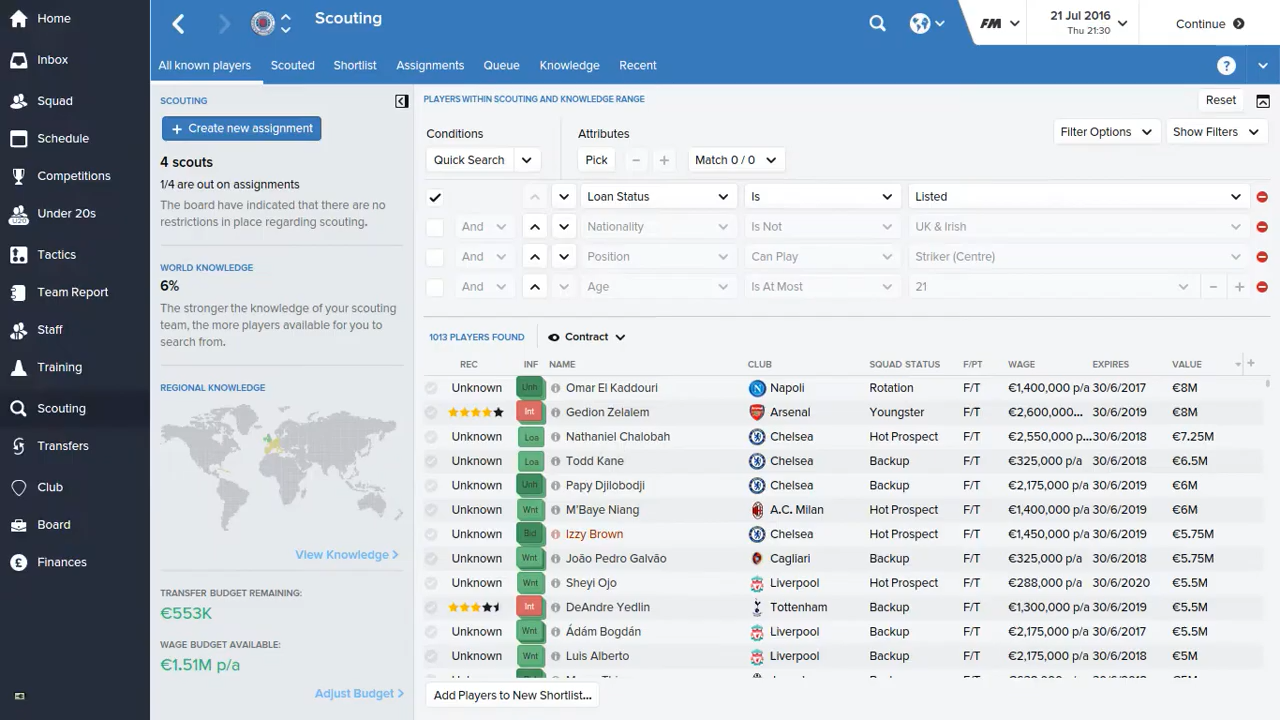 Home
Inbox
Squad
Schedule
Competitions
U20
Under 20s
Tactics
Team Report
Staff
Training
Scouting
Transfers
Club
Board
Finances
Scouting
FM
21 Jul 2016
Thu 21:30
Continue
All known players Scouted Shortlist Assignments Queue Knowledge Recent
?
SCOUTING
+ Create new assignment
4 scouts
1/4 are out on assignments
The board have indicated that there are
no restrictions in place regarding scouting.
WORLD KNOWLEDGE
6%
The stronger the knowledge of your scouting
team, the more players available for you to
search from.
REGIONAL KNOWLEDGE
View Knowledge >
TRANSFER BUDGET REMAINING:
€553K
WAGE BUDGET AVAILABLE:
€1.51M p/a
Adjust Budget >
PLAYERS WITHIN SCOUTING AND KNOWLEDGE RANGE
Reset
Conditions Attributes
Filter Options Show Filters
Quick Search Pick − + Match 0 / 0
Loan Status Is Listed
And Nationality Is Not UK & Irish
And Position Can Play Striker (Centre)
And Age Is At Most 21 − +
1013 PLAYERS FOUND Contract
REC INF NAME CLUB SQUAD STATUS F/PT WAGE EXPIRES VALUE +
Unknown Unh Omar El Kaddouri Napoli Rotation F/T €1,400,000 p/a 30/6/2017 €8M
Int Gedion Zelalem Arsenal Youngster F/T €2,600,000... 30/6/2019 €8M
Unknown Loa Nathaniel Chalobah Chelsea Hot Prospect F/T €2,550,000 p... 30/6/2018 €7.25M
Unknown Loa Todd Kane Chelsea Backup F/T €325,000 p/a 30/6/2018 €6.5M
Unknown Unh Papy Djilobodji Chelsea Backup F/T €2,175,000 p/a 30/6/2019 €6M
Unknown Wnt M'Baye Niang A.C. Milan Hot Prospect F/T €1,400,000 p/a 30/6/2019 €6M
Unknown Bid Izzy Brown Chelsea Hot Prospect F/T €1,450,000 p/a 30/6/2019 €5.75M
Unknown Wnt João Pedro Galvão Cagliari Backup F/T €325,000 p/a 30/6/2018 €5.75M
Unknown Wnt Sheyi Ojo Liverpool Hot Prospect F/T €288,000 p/a 30/6/2020 €5.5M
Int DeAndre Yedlin Tottenham Backup F/T €1,300,000 p/a 30/6/2019 €5.5M
Unknown Wnt Ádám Bogdán Liverpool Backup F/T €2,175,000 p/a 30/6/2017 €5.5M
Unknown Wnt Luis Alberto Liverpool Backup F/T €2,175,000 p/a 30/6/2018 €5M
Add Players to New Shortlist...